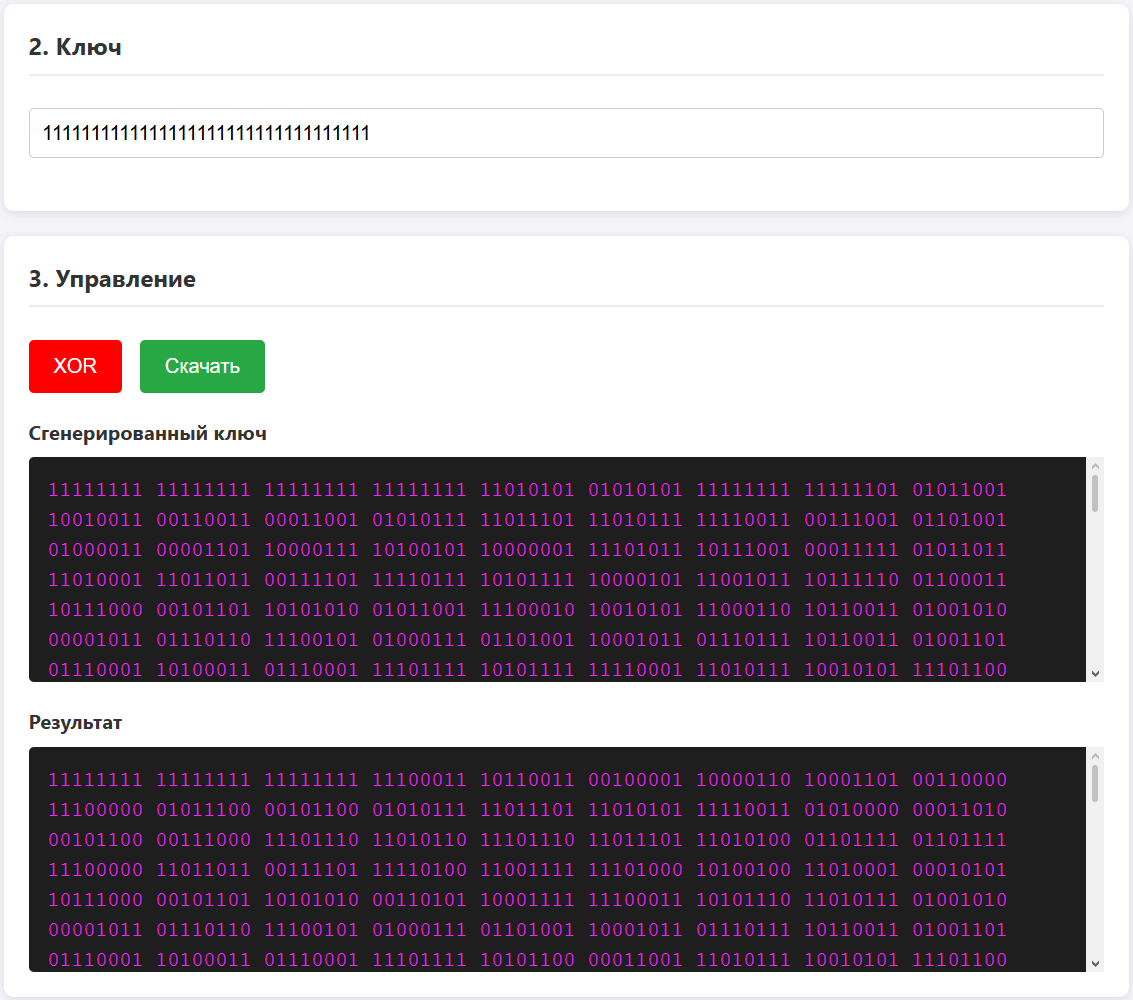 2. Ключ
1111111111111111111111111111111111
3. Управление
XOR
Скачать
Сгенерированный ключ
11111111 11111111 11111111 11111111 11010101 01010101 11111111 11111101 01011001
10010011 00110011 00011001 01010111 11011101 11010111 11110011 00111001 01101001
01000011 00001101 10000111 10100101 10000001 11101011 10111001 00011111 01011011
11010001 11011011 00111101 11110111 10101111 10000101 11001011 10111110 01100011
10111000 00101101 10101010 01011001 11100010 10010101 11000110 10110011 01001010
00001011 01110110 11100101 01000111 01101001 10001011 01110111 10110011 01001101
01110001 10100011 01110001 11101111 10101111 11110001 11010111 10010101 11101100
Результат
11111111 11111111 11111111 11100011 10110011 00100001 10000110 10001101 00110000
11100000 01011100 00101100 01010111 11011101 11010101 11110011 01010000 00011010
00101100 00111000 11101110 11010110 11101110 11011101 11010100 01101111 01101111
11100000 11011011 00111101 11110100 11001111 11101000 10100100 11010001 00010101
10111000 00101101 10101010 00110101 10001111 11100011 10101110 11010111 01001010
00001011 01110110 11100101 01000111 01101001 10001011 01110111 10110011 01001101
01110001 10100011 01110001 11101111 10101100 00011001 11010111 10010101 11101100